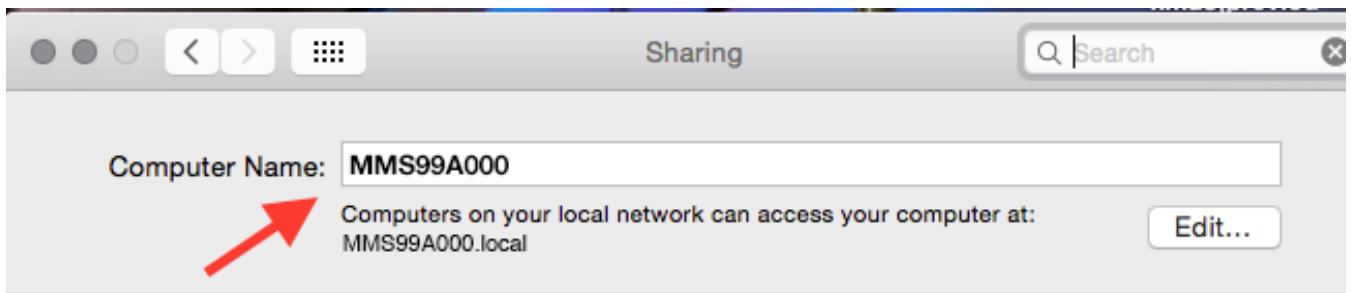 Sharing
Search
Computer Name: MMS99A000
Computers on your local network can access your computer at:
MMS99A000.local
Edit...